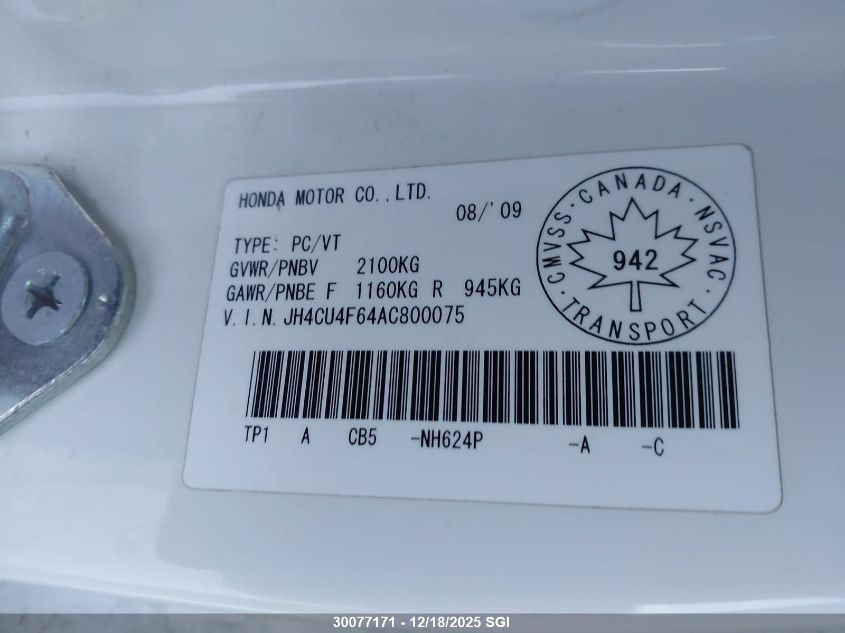 HONDA MOTOR CO.,LTD.
08/'09
TYPE: PC/VT
GVWR/PNBV 2100KG
GAWR/PNBE F 1160KG R 945KG
V.I.N. JH4CU4F64AC800075
CANADA · NSVAC · TRANSPORT · CMVSS ·
942
TP1 A CB5 -NH624P -A -C
30077171 - 12/18/2025 SGI